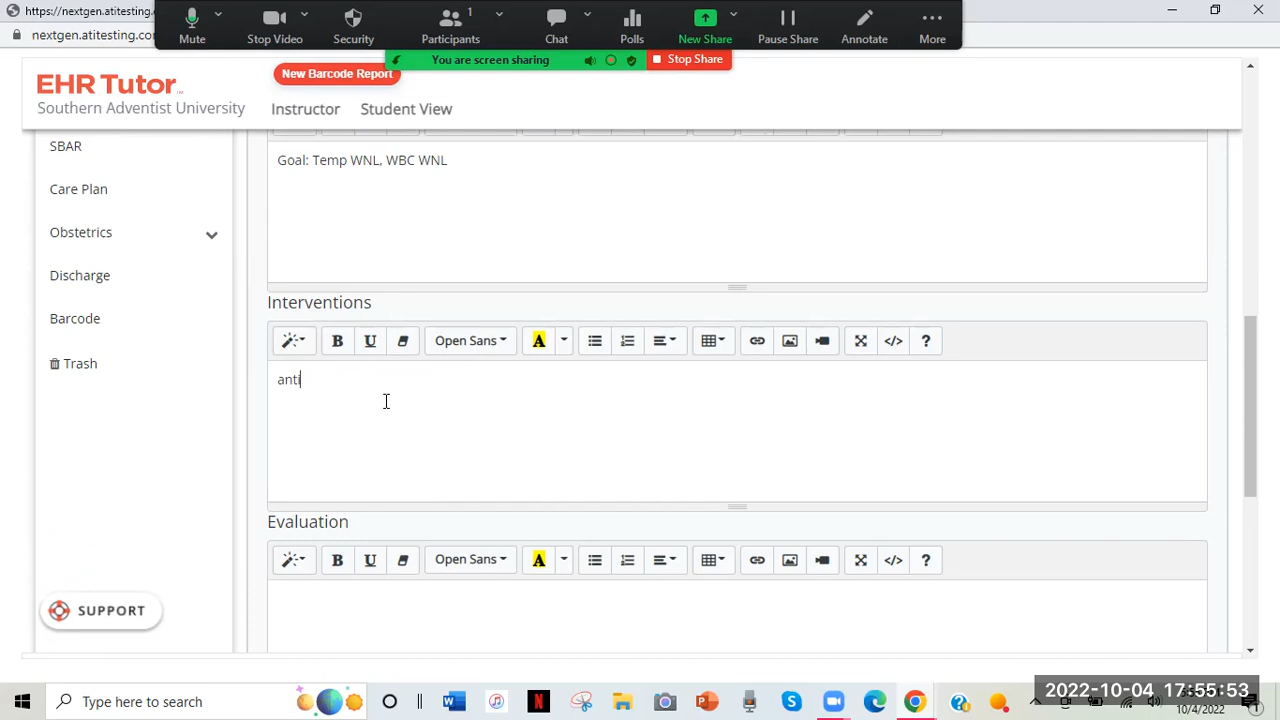 https://nextgen.atitesting.
nextgen.atitesting.co
Mute
Stop Video
Security
1
Participants
Chat
Polls
New Share
Pause Share
Annotate
More
You are screen sharing
Stop Share
New Barcode Report
EHR Tutor
Southern Adventist University
Instructor
Student View
SBAR
Care Plan
Obstetrics
Discharge
Barcode
Trash
SUPPORT
Goal: Temp WNL, WBC WNL
Interventions
B U Open Sans A </> ?
anti
Evaluation
B U Open Sans A </> ?
Type here to search
2022-10-04 17:55:53
10/4/2022